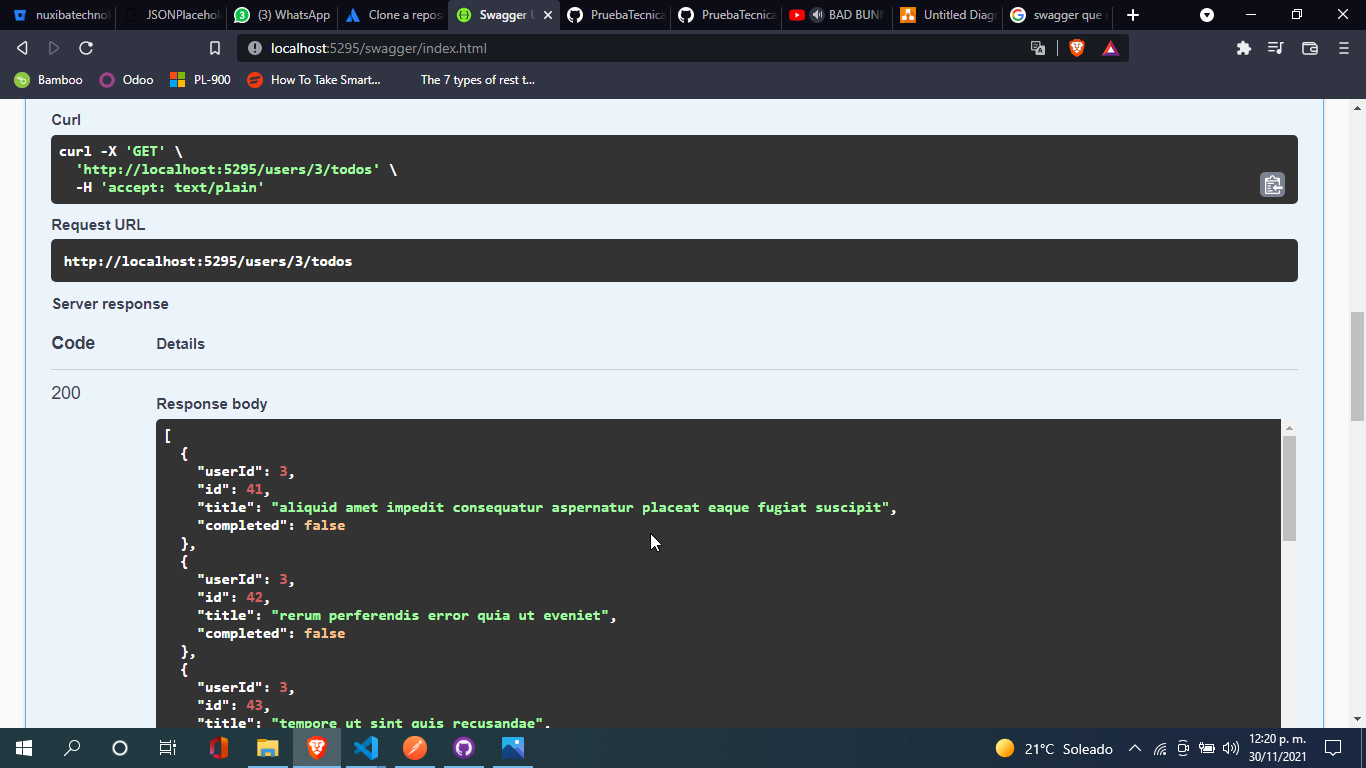 nuxibatechnol
JSONPlacehol
(3) WhatsApp
Clone a repos
Swagger U
PruebaTecnica
PruebaTecnica
BAD BUNN
Untitled Diagr
swagger que e
localhost:5295/swagger/index.html
Bamboo
Odoo
PL-900
How To Take Smart...
The 7 types of rest t...
Curl
curl -X 'GET' \
'http://localhost:5295/users/3/todos' \
-H 'accept: text/plain'
Request URL
http://localhost:5295/users/3/todos
Server response
Code
Details
200
Response body
[
{
"userId": 3,
"id": 41,
"title": "aliquid amet impedit consequatur aspernatur placeat eaque fugiat suscipit",
"completed": false
},
{
"userId": 3,
"id": 42,
"title": "rerum perferendis error quia ut eveniet",
"completed": false
},
{
"userId": 3,
"id": 43,
"title": "tempore ut sint quis recusandae",
21°C Soleado
12:20 p. m.
30/11/2021